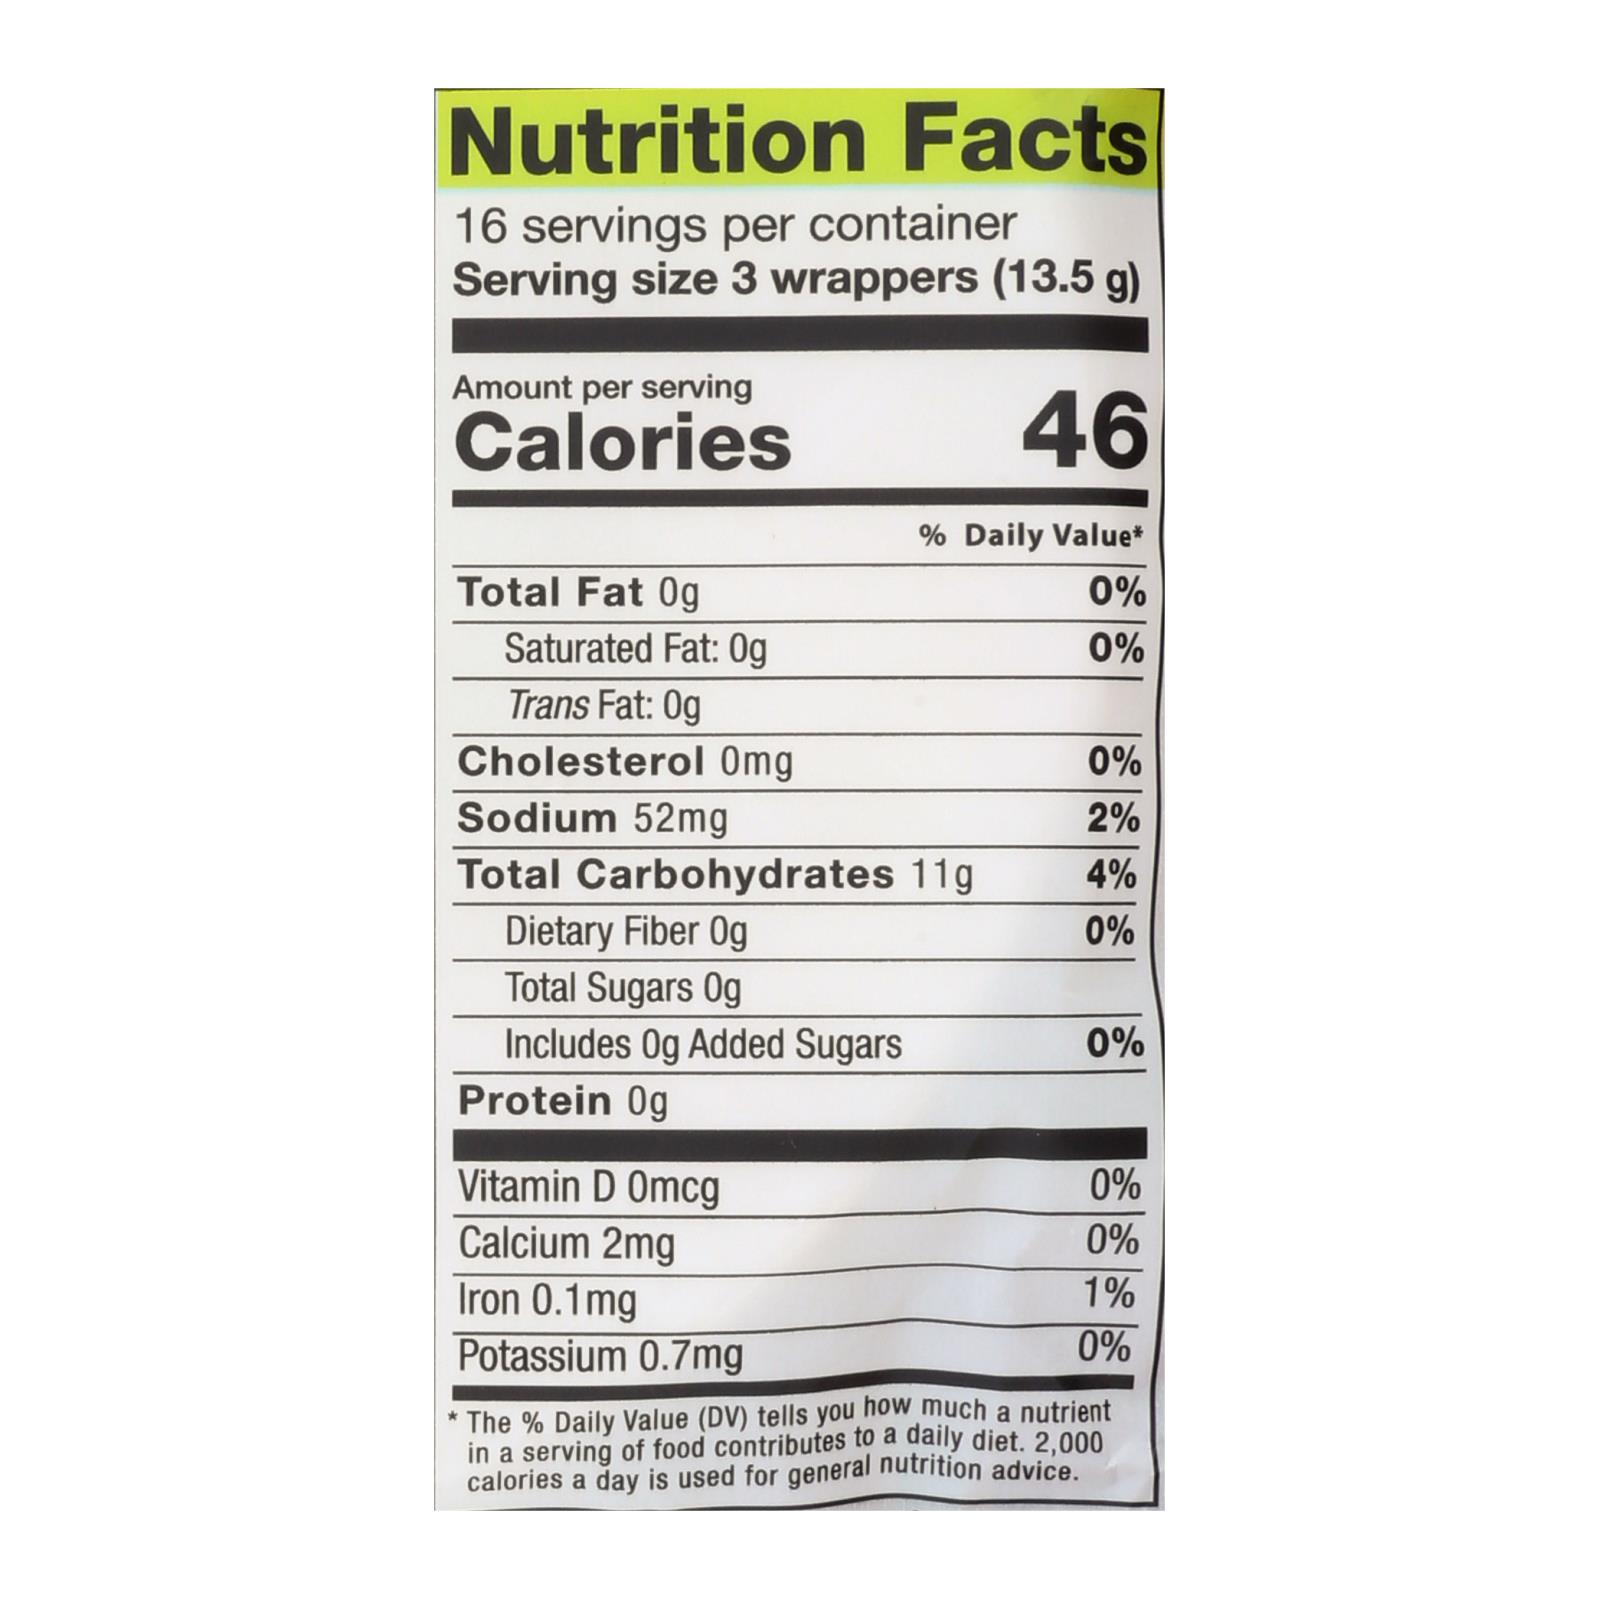 Nutrition Facts
16 servings per container
Serving size 3 wrappers (13.5 g)
Amount per serving
Calories 46
% Daily Value*
Total Fat 0g 0%
Saturated Fat: 0g 0%
Trans Fat: 0g
Cholesterol 0mg 0%
Sodium 52mg 2%
Total Carbohydrates 11g 4%
Dietary Fiber 0g 0%
Total Sugars 0g
Includes 0g Added Sugars 0%
Protein 0g
Vitamin D 0mcg 0%
Calcium 2mg 0%
Iron 0.1mg 1%
Potassium 0.7mg 0%
* The % Daily Value (DV) tells you how much a nutrient
in a serving of food contributes to a daily diet. 2,000
calories a day is used for general nutrition advice.